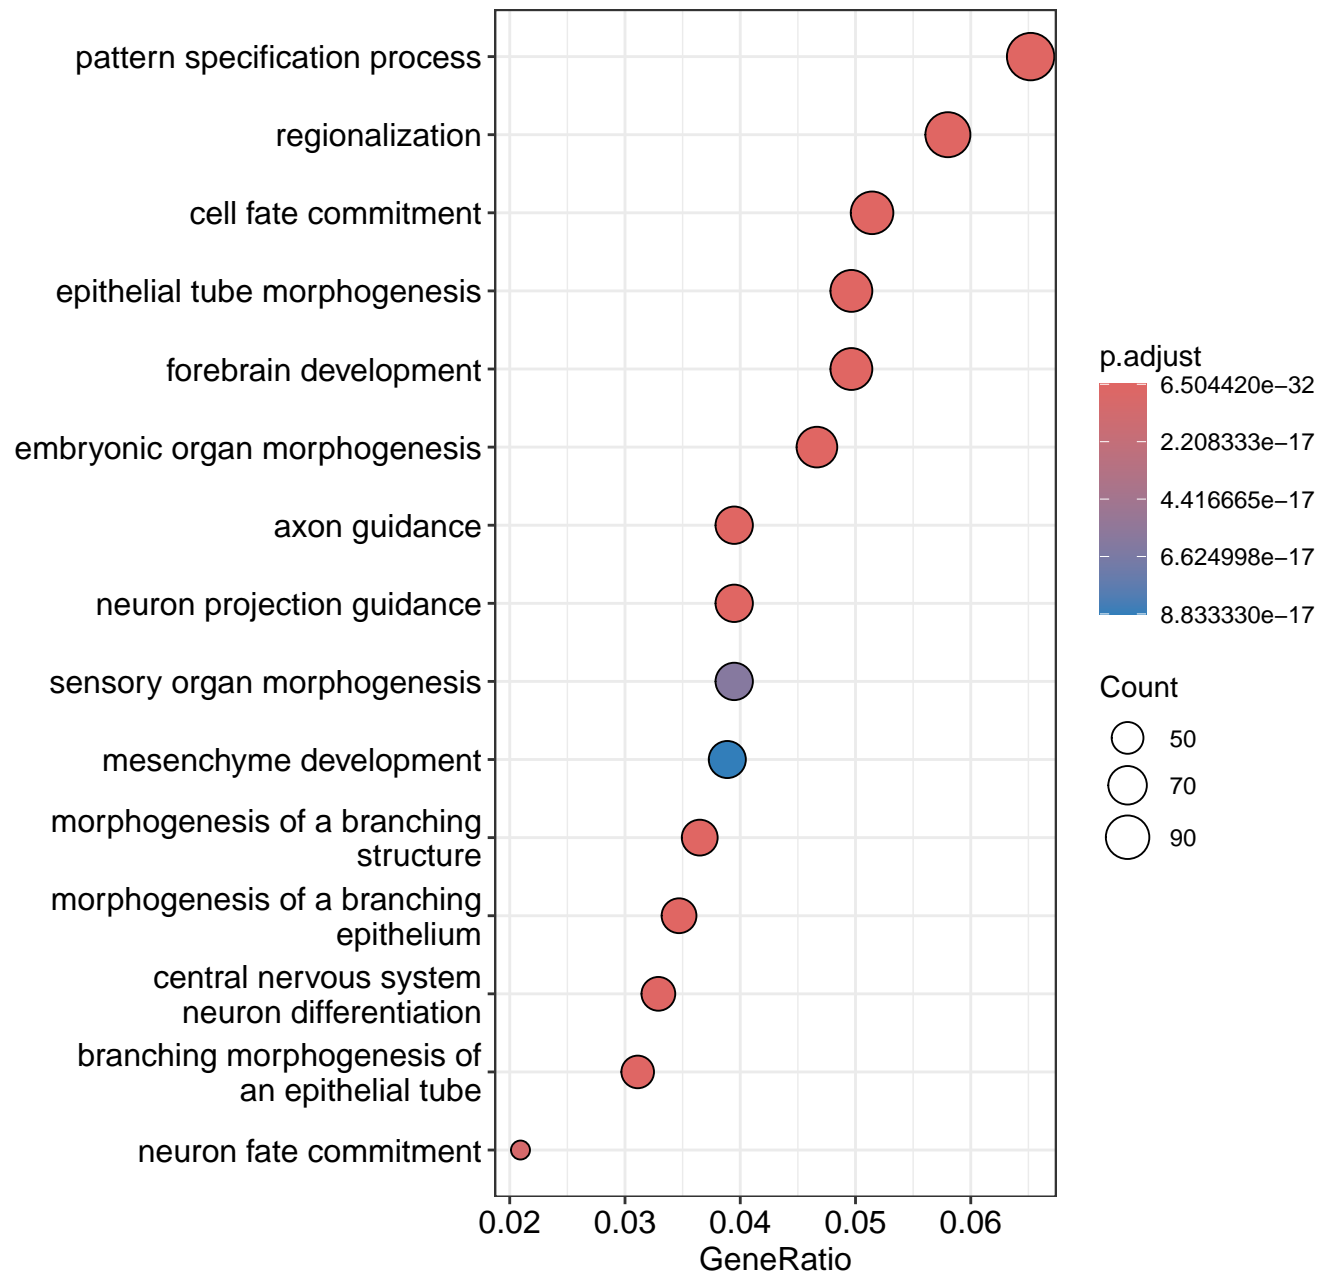 pattern specification process
regionalization
cell fate commitment
epithelial tube morphogenesis
forebrain development
embryonic organ morphogenesis
axon guidance
neuron projection guidance
sensory organ morphogenesis
mesenchyme development
morphogenesis of a branching
structure
morphogenesis of a branching
epithelium
central nervous system
neuron differentiation
branching morphogenesis of
an epithelial tube
neuron fate commitment
0.02 0.03 0.04 0.05 0.06
GeneRatio
p.adjust
6.504420e−32
2.208333e−17
4.416665e−17
6.624998e−17
8.833330e−17
Count
50
70
90